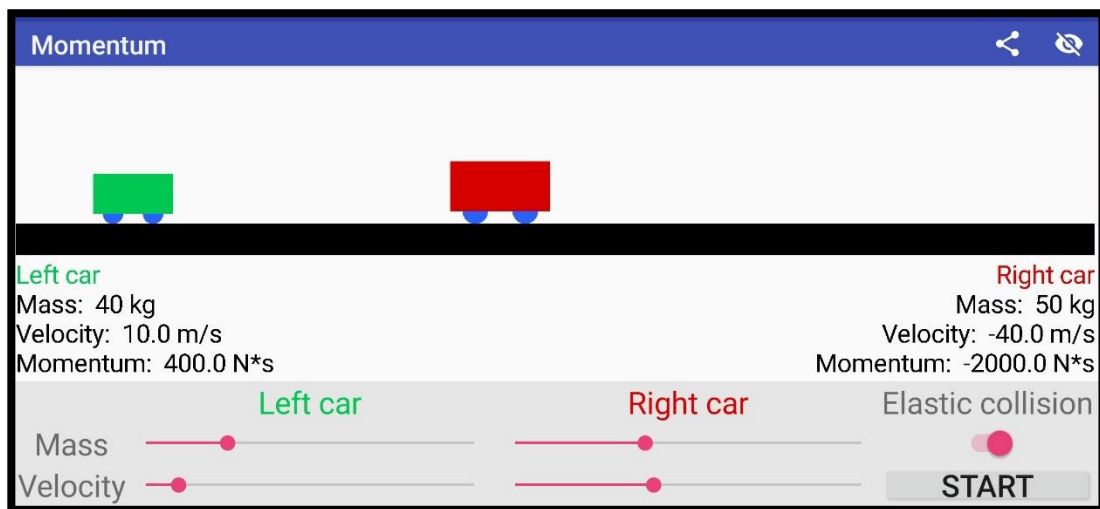 Momentum
Left car
Mass: 40 kg
Velocity: 10.0 m/s
Momentum: 400.0 N*s
Right car
Mass: 50 kg
Velocity: -40.0 m/s
Momentum: -2000.0 N*s
Left car Right car Elastic collision
Mass
Velocity START